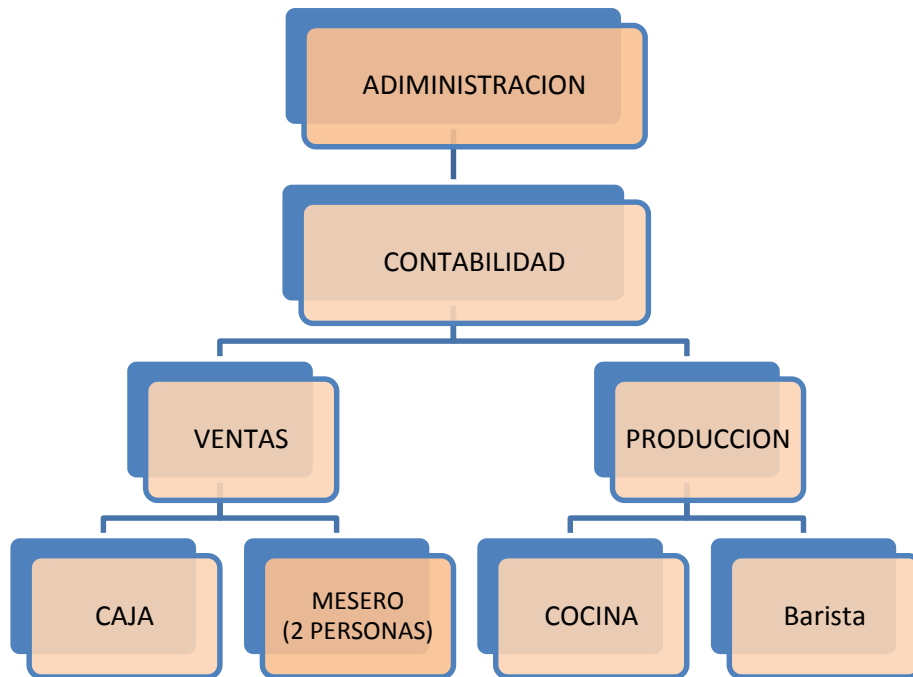 ADIMINISTRACION
CONTABILIDAD
VENTAS
PRODUCCION
CAJA
MESERO
(2 PERSONAS)
COCINA
Barista